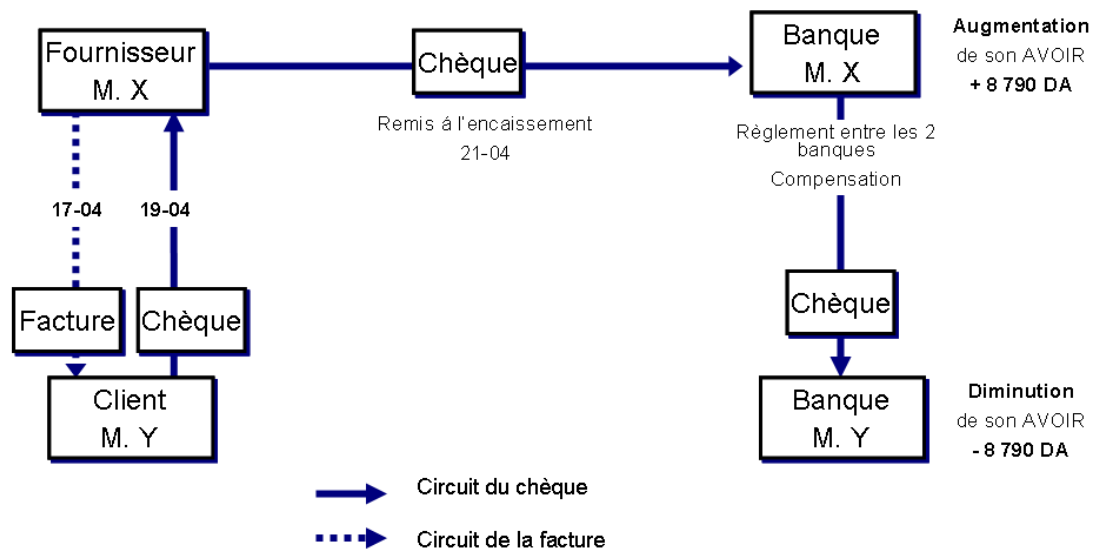 Fournisseur
M. X
Chèque
Banque
M. X
Augmentation
de son AVOIR
+ 8 790 DA
Remis á l'encaissement
21-04
Règlement entre les 2
banques
Compensation
17-04
19-04
Facture
Chèque
Chèque
Client
M. Y
Banque
M. Y
Diminution
de son AVOIR
- 8 790 DA
Circuit du chèque
Circuit de la facture